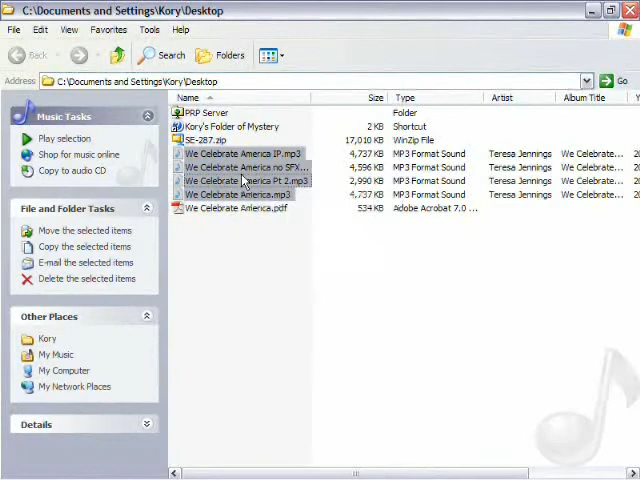 C:\Documents and Settings\Kory\Desktop
File Edit View Favorites Tools Help
Back Search Folders
Address C:\Documents and Settings\Kory\Desktop Go
Name Size Type Artist Album Title Y
Music Tasks
Play selection
Shop for music online
Copy to audio CD
File and Folder Tasks
Move the selected items
Copy the selected items
E-mail the selected items
Delete the selected items
Other Places
Kory
My Music
My Computer
My Network Places
Details
PRP Server Folder
Kory's Folder of Mystery 2 KB Shortcut
SE-287.zip 17,010 KB WinZip File
We Celebrate America IP.mp3 4,737 KB MP3 Format Sound Teresa Jennings We Celebrate...
We Celebrate America no SFX... 4,596 KB MP3 Format Sound Teresa Jennings We Celebrate...
We Celebrate America Pt 2.mp3 2,990 KB MP3 Format Sound Teresa Jennings We Celebrate...
We Celebrate America.mp3 4,737 KB MP3 Format Sound Teresa Jennings We Celebrate...
We Celebrate America.pdf 534 KB Adobe Acrobat 7.0 ...